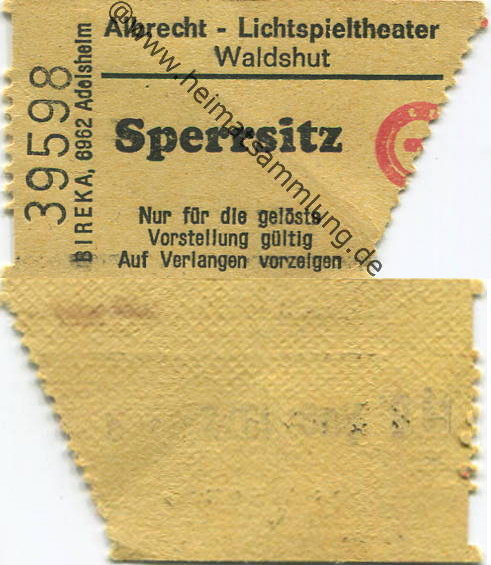 Albrecht - Lichtspieltheater
Waldshut
Sperrsitz
Nur für die gelöste
Vorstellung gültig
Auf Verlangen vorzeigen
39598
BIREKA, 6962 Adelsheim
@www.heimatsammlung.de